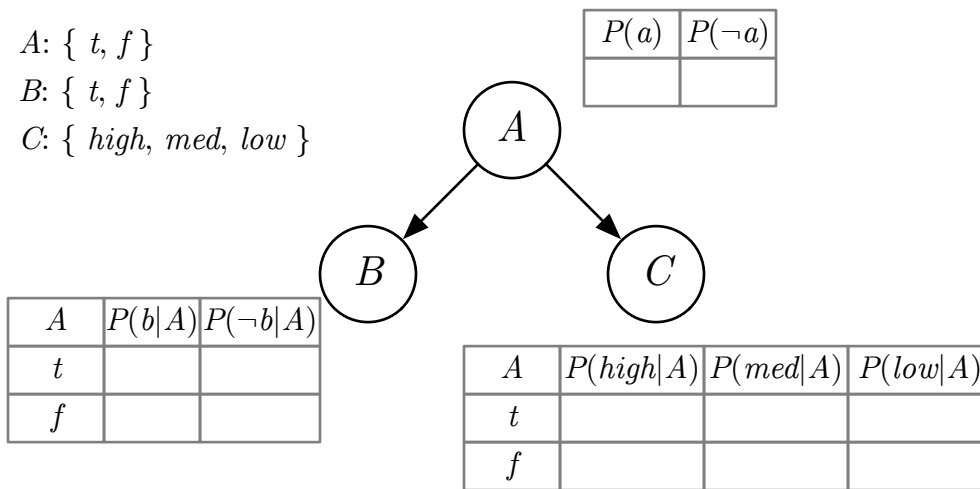 A: { t, f }
B: { t, f }
C: { high, med, low }
P(a) P(¬a)
A
B
C
A P(b|A) P(¬b|A)
t
f
A P(high|A) P(med|A) P(low|A)
t
f